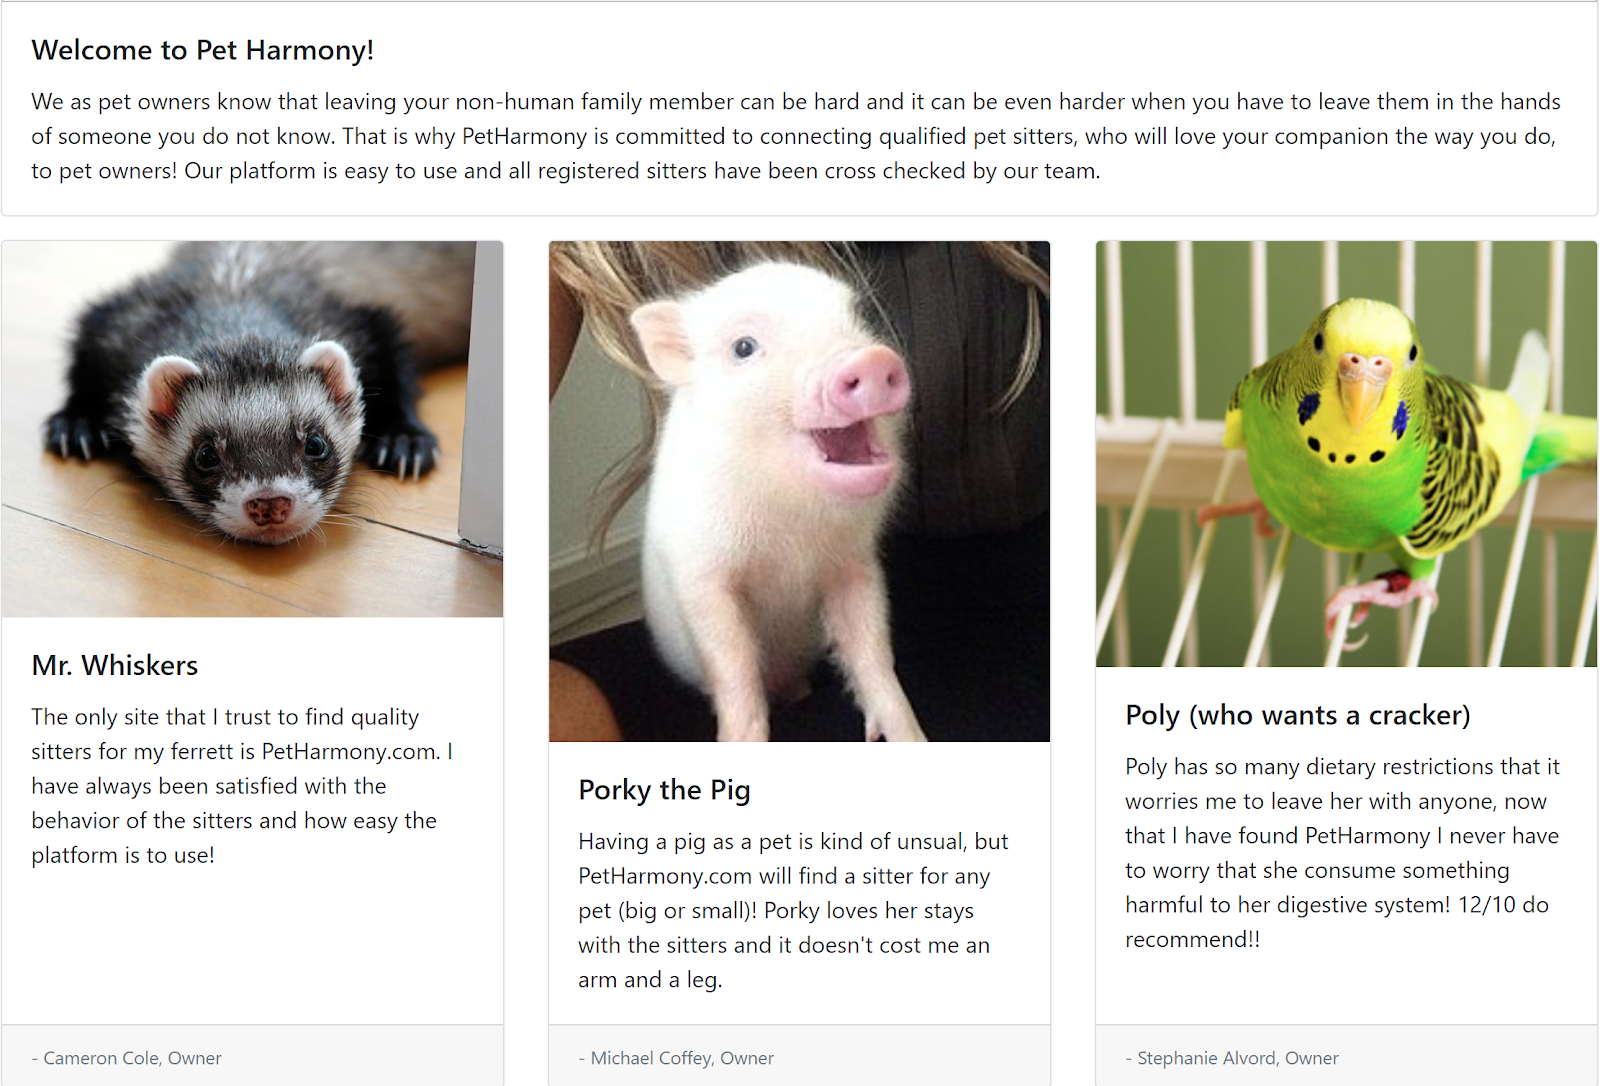 Welcome to Pet Harmony!
We as pet owners know that leaving your non-human family member can be hard and it can be even harder when you have to leave them in the hands
of someone you do not know. That is why PetHarmony is committed to connecting qualified pet sitters, who will love your companion the way you do,
to pet owners! Our platform is easy to use and all registered sitters have been cross checked by our team.
Mr. Whiskers
The only site that I trust to find quality
sitters for my ferrett is PetHarmony.com. I
have always been satisfied with the
behavior of the sitters and how easy the
platform is to use!
- Cameron Cole, Owner
Porky the Pig
Having a pig as a pet is kind of unsual, but
PetHarmony.com will find a sitter for any
pet (big or small)! Porky loves her stays
with the sitters and it doesn't cost me an
arm and a leg.
- Michael Coffey, Owner
Poly (who wants a cracker)
Poly has so many dietary restrictions that it
worries me to leave her with anyone, now
that I have found PetHarmony I never have
to worry that she consume something
harmful to her digestive system! 12/10 do
recommend!!
- Stephanie Alvord, Owner